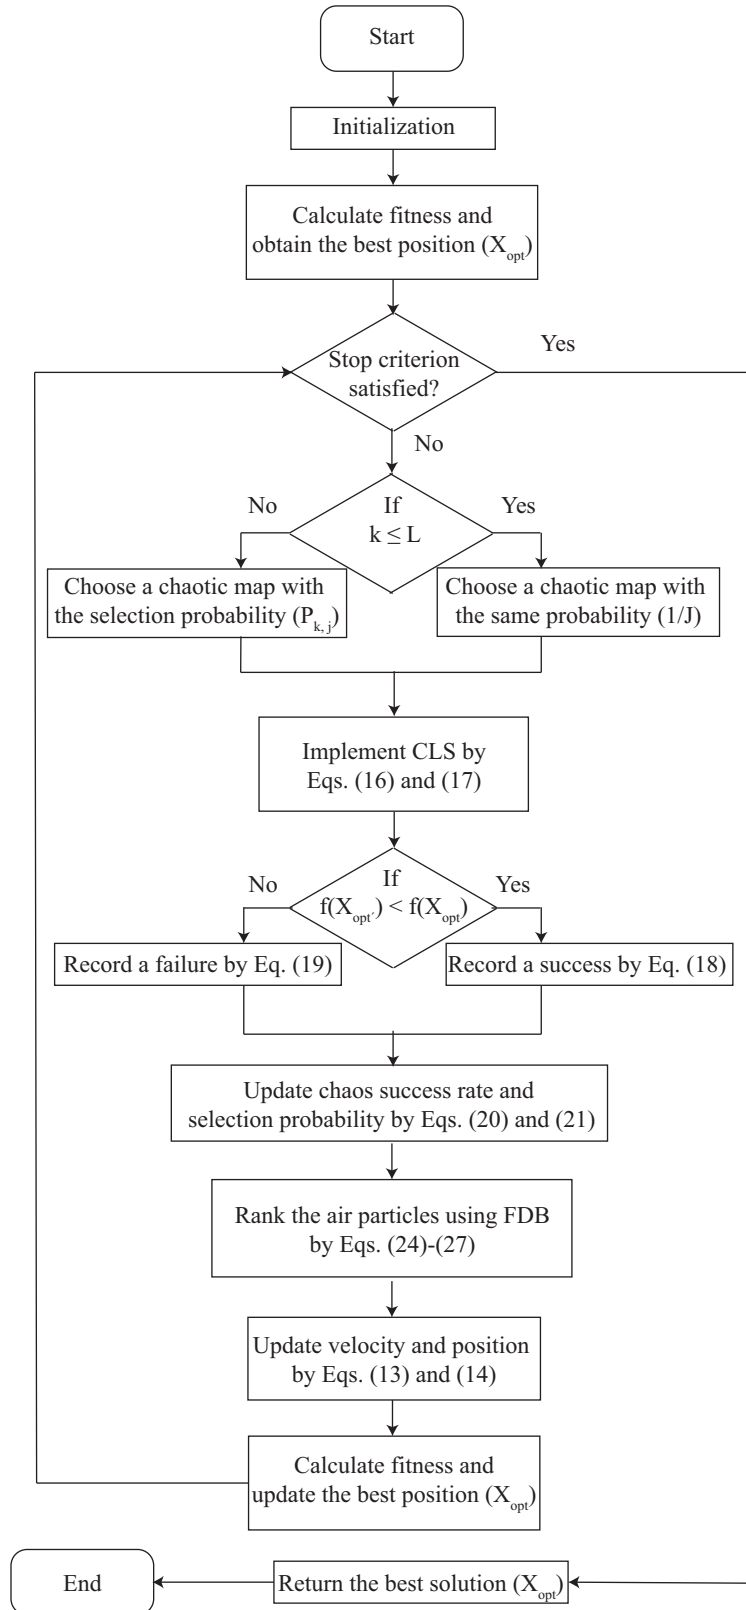 Start
Initialization
Calculate fitness and
obtain the best position (X_opt)
Stop criterion
satisfied?
Yes
No
If
k ≤ L
No
Yes
Choose a chaotic map with
the selection probability (P_k, j)
Choose a chaotic map with
the same probability (1/J)
Implement CLS by
Eqs. (16) and (17)
If
f(X_opt′) < f(X_opt)
No
Yes
Record a failure by Eq. (19)
Record a success by Eq. (18)
Update chaos success rate and
selection probability by Eqs. (20) and (21)
Rank the air particles using FDB
by Eqs. (24)-(27)
Update velocity and position
by Eqs. (13) and (14)
Calculate fitness and
update the best position (X_opt)
End
Return the best solution (X_opt)